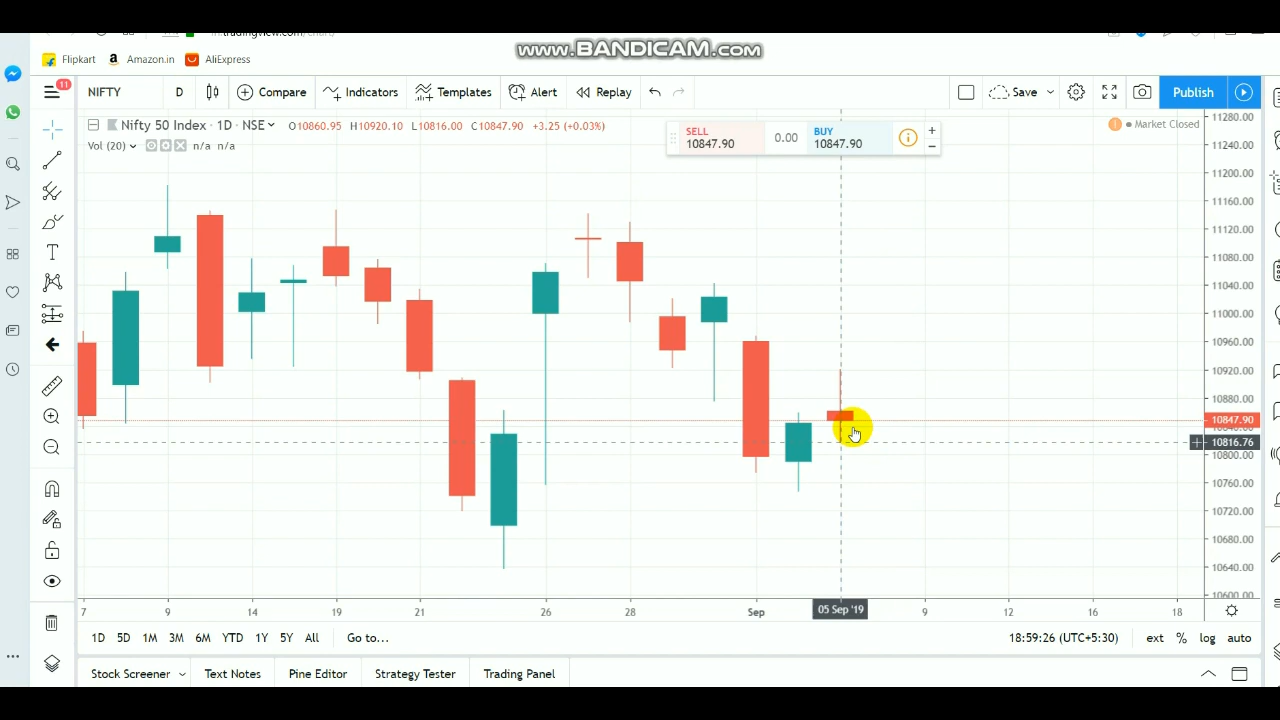 www.BANDICAM.com
Flipkart Amazon.in AliExpress
11
NIFTY D Compare Indicators Templates Alert Replay Save Publish
Nifty 50 Index · 1D · NSE O10860.95 H10920.10 L10816.00 C10847.90 +3.25 (+0.03%)
SELL 10847.90 0.00 BUY 10847.90
Market Closed
Vol (20) n/a n/a
11280.00
11240.00
11200.00
11160.00
11120.00
11080.00
11040.00
11000.00
10960.00
10920.00
10880.00
10847.90
10816.76
10800.00
10760.00
10720.00
10680.00
10640.00
10600.00
7 9 14 19 21 26 28 Sep 05 Sep '19 9 12 16 18
1D 5D 1M 3M 6M YTD 1Y 5Y All Go to... 18:59:26 (UTC+5:30) ext % log auto
Stock Screener Text Notes Pine Editor Strategy Tester Trading Panel